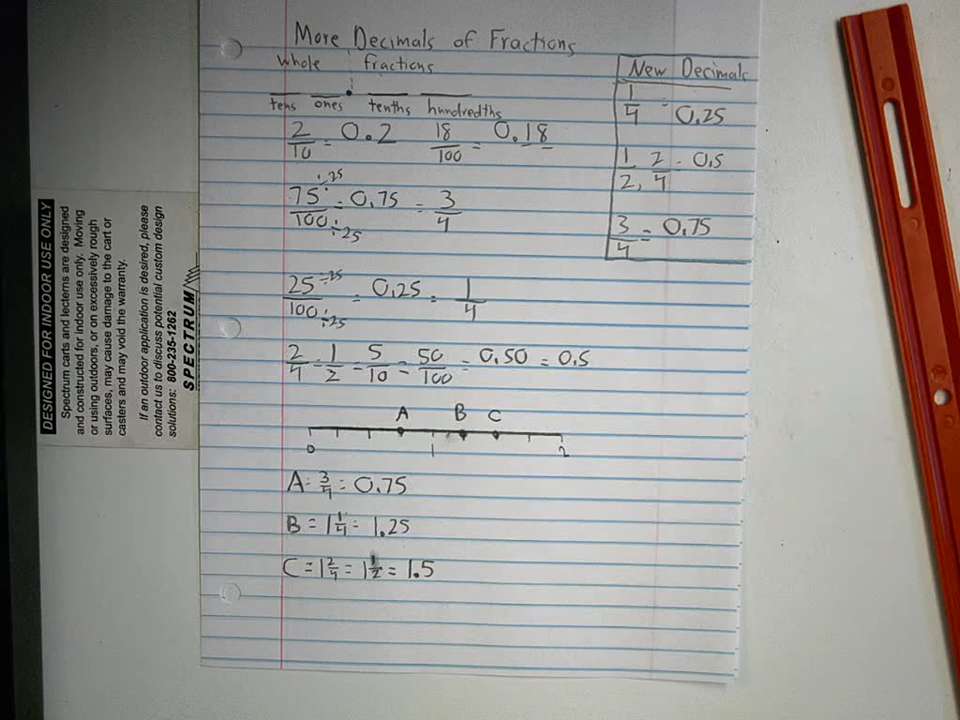 More Decimals of Fractions
whole fractions
___ ___ . ___ ___
tens ones tenths hundredths
2/10 = 0.2 18/100 = 0.18
75/100 ÷25 ÷25 = 0.75 = 3/4
25/100 ÷25 ÷25 = 0.25 = 1/4
2/4 = 1/2 = 5/10 = 50/100 = 0.50 = 0.5
A B C
0 1 2
A = 3/4 = 0.75
B = 1 1/4 = 1.25
C = 1 2/4 = 1 1/2 = 1.5
New Decimals
1/4 = 0.25
1/2, 2/4 = 0.5
3/4 = 0.75
DESIGNED FOR INDOOR USE ONLY
Spectrum carts and lecterns are designed
and constructed for indoor use only. Moving
or using outdoors, or on excessively rough
surfaces, may cause damage to the cart or
casters and may void the warranty.
If an outdoor application is desired, please
contact us to discuss potential custom design
solutions: 800-235-1262
SPECTRUM